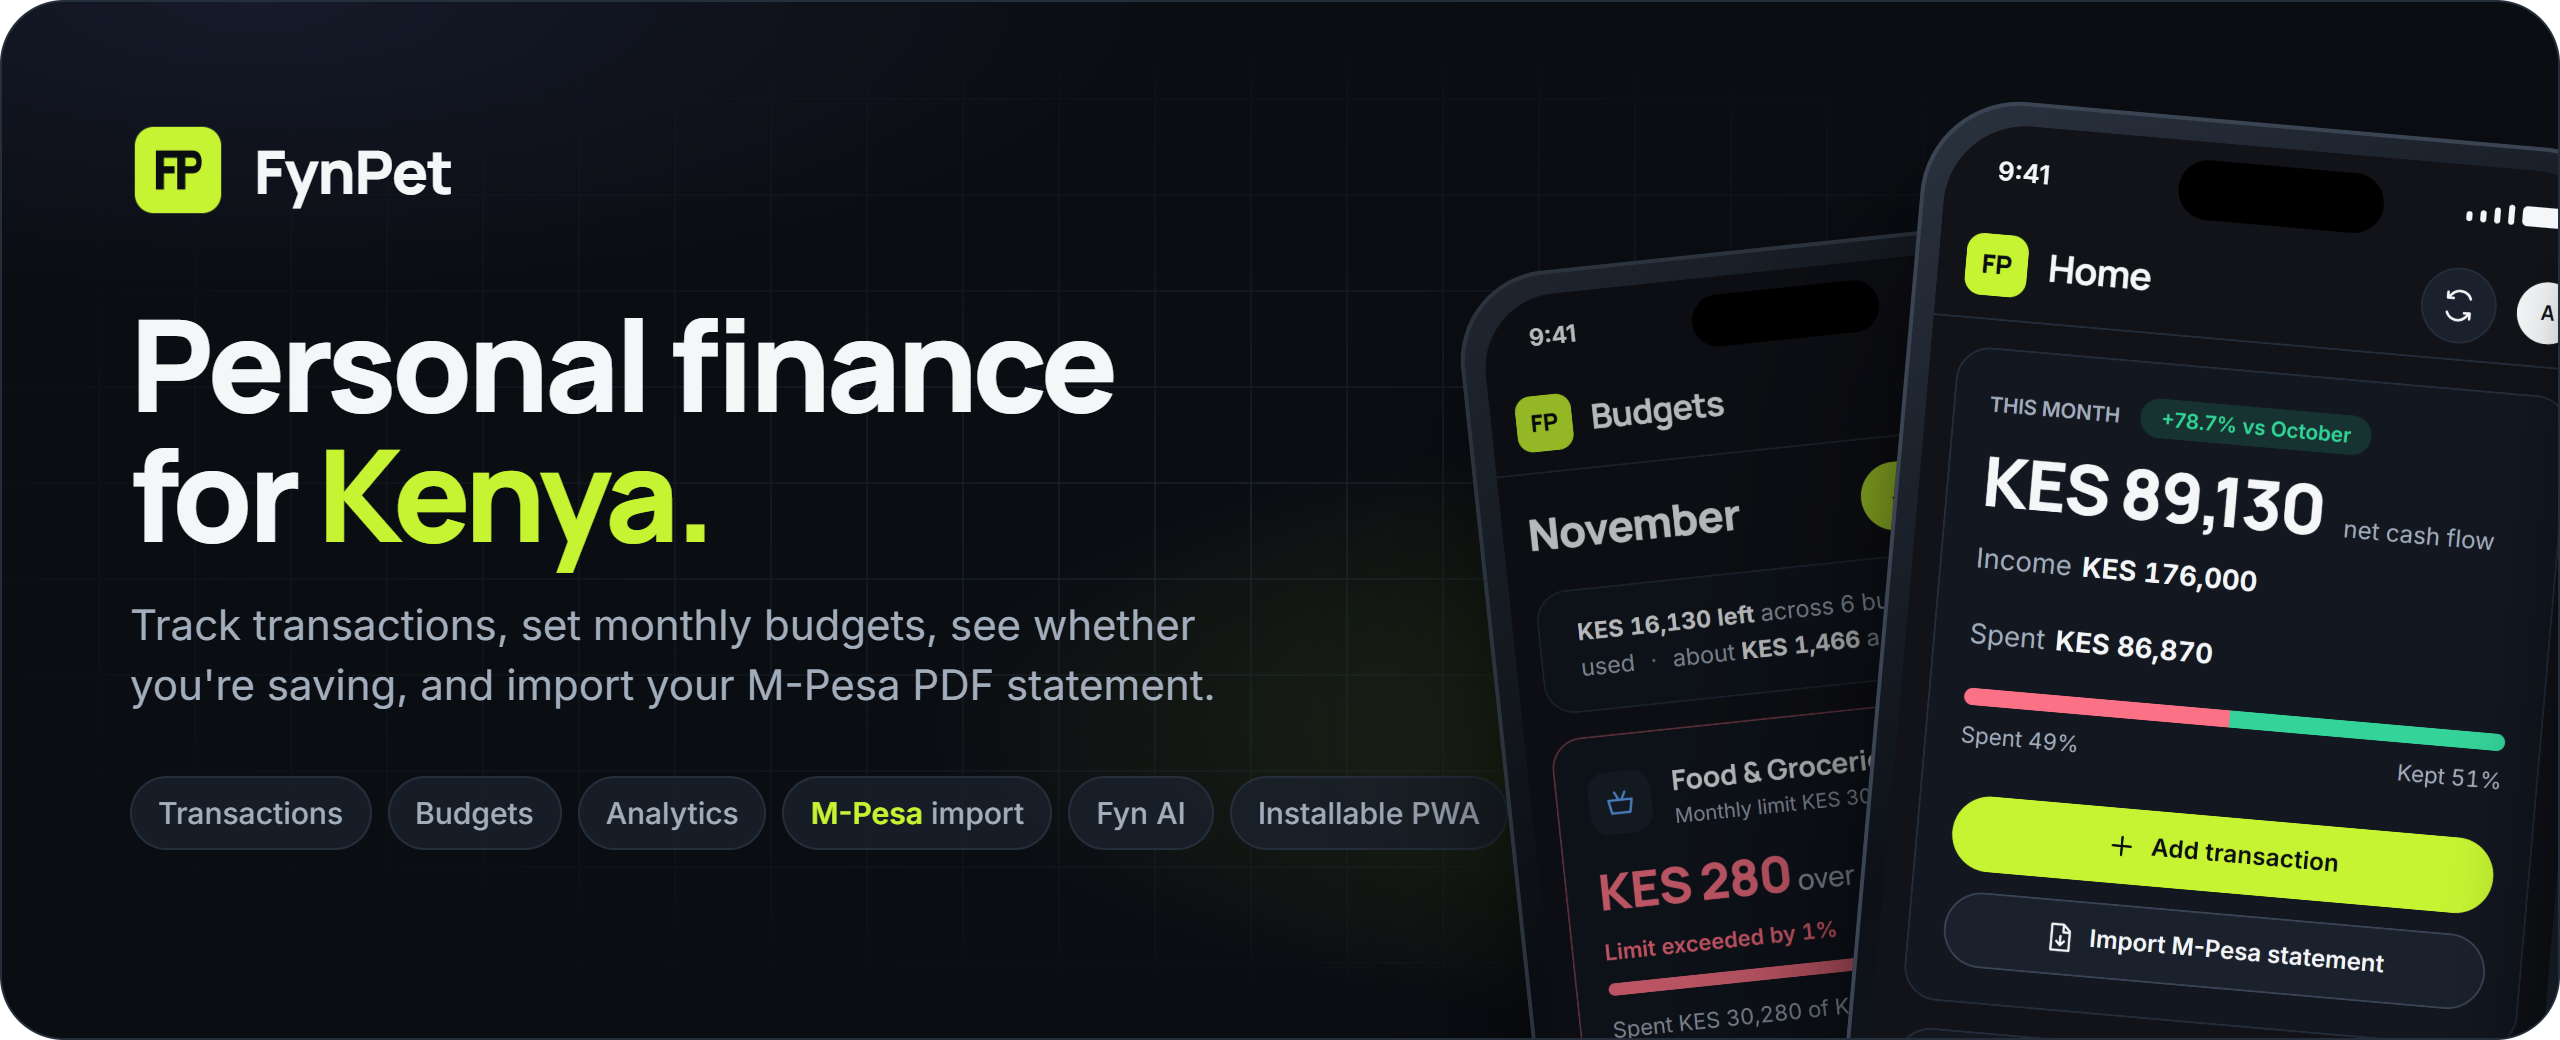 FP FynPet
Personal finance
for Kenya.
Track transactions, set monthly budgets, see whether
you're saving, and import your M-Pesa PDF statement.
Transactions Budgets Analytics M-Pesa import Fyn AI Installable PWA
9:41
FP Budgets
November
KES 16,130 left across 6
used · about KES 1,466
Food & Groceries
Monthly limit KES
KES 280 over
Limit exceeded by 1%
Spent KES 30,280 of
9:41
FP Home
A
THIS MONTH +78.7% vs October
KES 89,130 net cash flow
Income KES 176,000
Spent KES 86,870
Spent 49%
Kept 51%
+ Add transaction
Import M-Pesa statement